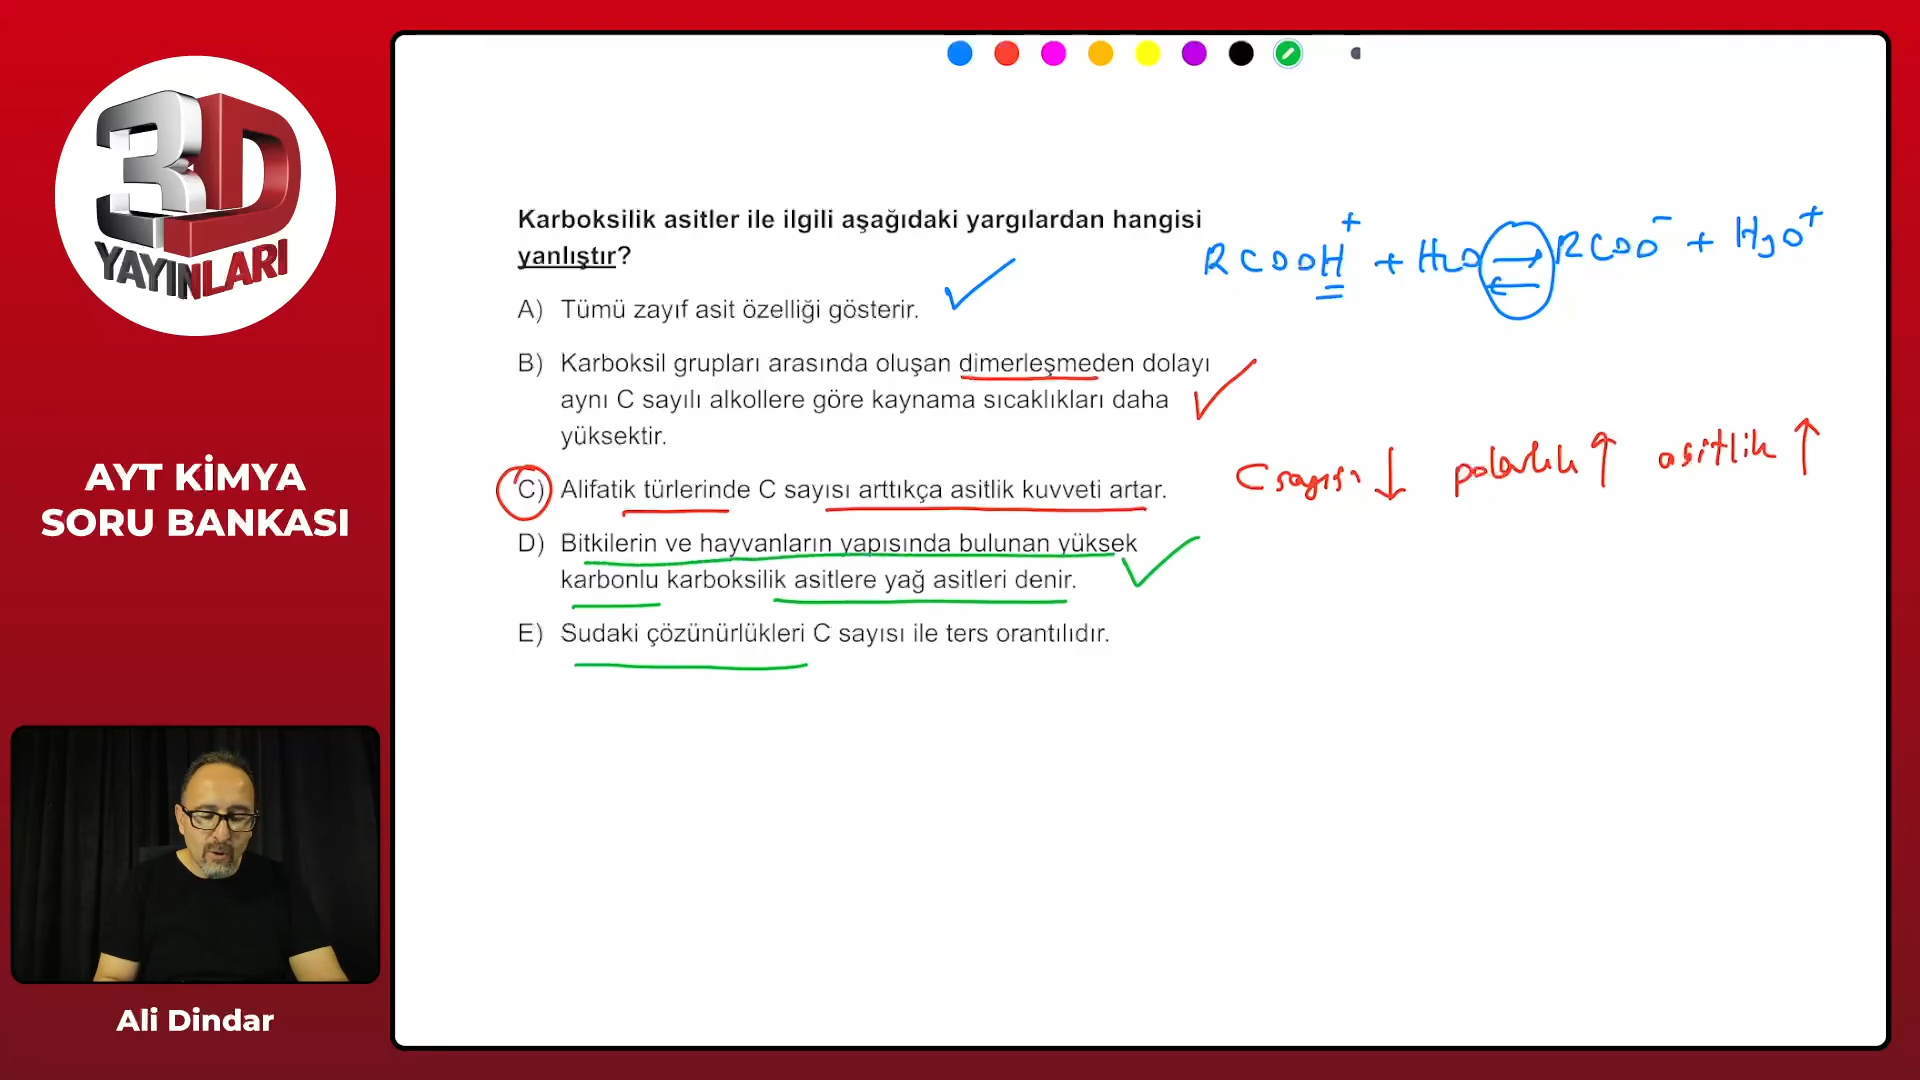 3D
YAYINLARI
AYT KİMYA
SORU BANKASI
Ali Dindar
Karboksilik asitler ile ilgili aşağıdaki yargılardan hangisi
yanlıştır?
A) Tümü zayıf asit özelliği gösterir.
B) Karboksil grupları arasında oluşan dimerleşmeden dolayı
aynı C sayılı alkollere göre kaynama sıcaklıkları daha
yüksektir.
C) Alifatik türlerinde C sayısı arttıkça asitlik kuvveti artar.
D) Bitkilerin ve hayvanların yapısında bulunan yüksek
karbonlu karboksilik asitlere yağ asitleri denir.
E) Sudaki çözünürlükleri C sayısı ile ters orantılıdır.
RCOOH⁺ + H₂O ⇌ RCOO⁻ + H₃O⁺
C sayısı ↓ polarlık ↑ asitlik ↑